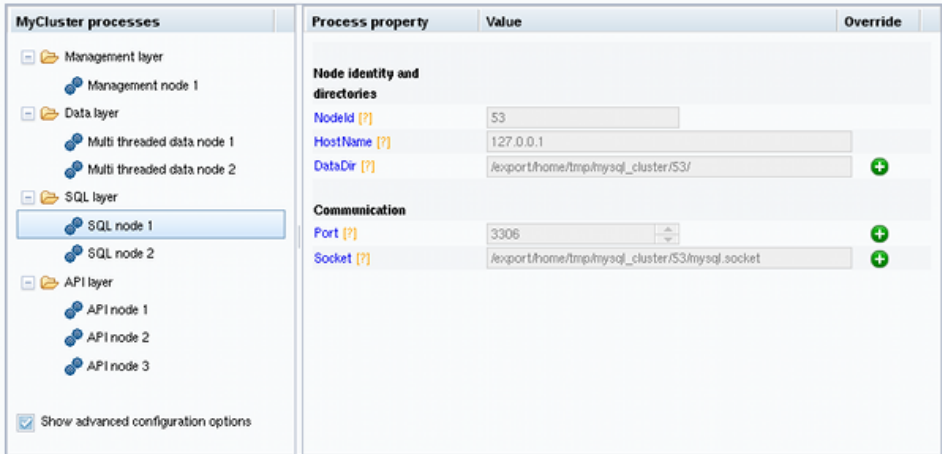 MyCluster processes
Management layer
Management node 1
Data layer
Multi threaded data node 1
Multi threaded data node 2
SQL layer
SQL node 1
SQL node 2
API layer
API node 1
API node 2
API node 3
Show advanced configuration options
Process property Value Override
Node identity and
directories
NodeId [?] 53
HostName [?] 127.0.0.1
DataDir [?] /export/home/tmp/mysql_cluster/53/
Communication
Port [?] 3306
Socket [?] /export/home/tmp/mysql_cluster/53/mysql.socket